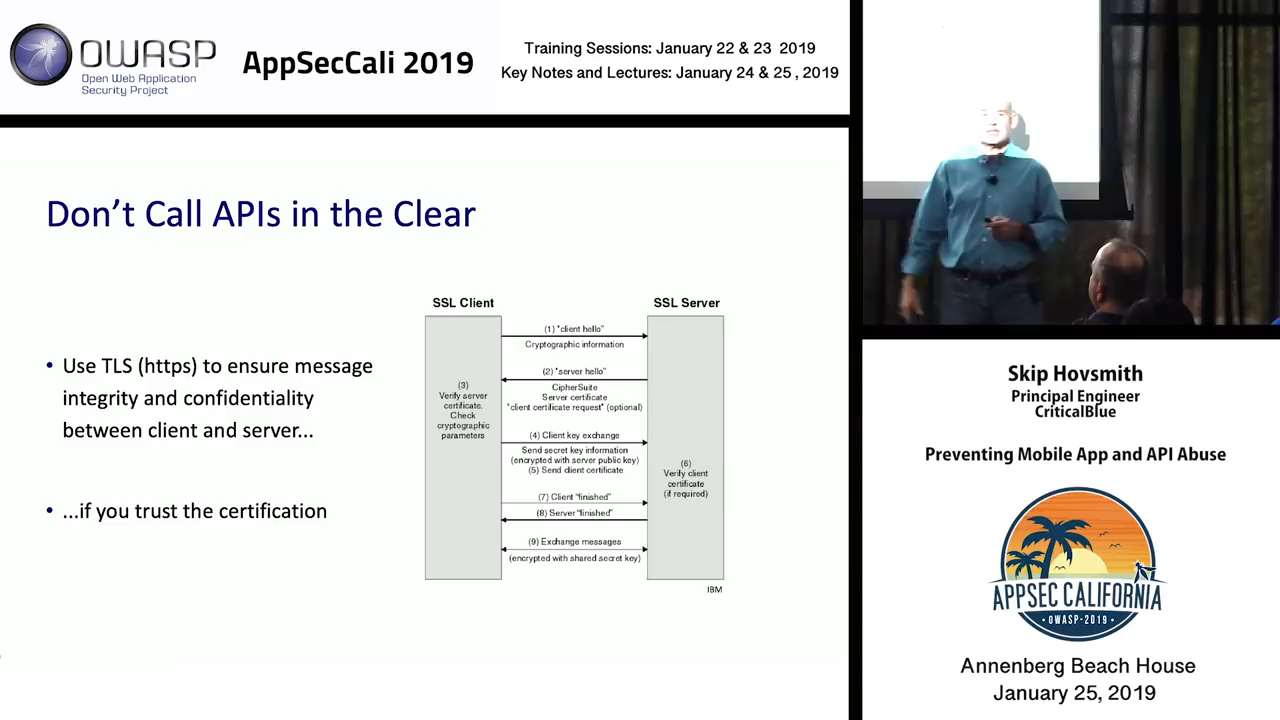 OWASP
Open Web Application
Security Project
AppSecCali 2019
Training Sessions: January 22 & 23 2019
Key Notes and Lectures: January 24 & 25 , 2019
Don't Call APIs in the Clear
• Use TLS (https) to ensure message
integrity and confidentiality
between client and server...
• ...if you trust the certification
SSL Client
SSL Server
(1) "client hello"
Cryptographic information
(2) "server hello"
CipherSuite
Server certificate
"client certificate request" (optional)
(3)
Verify server
certificate.
Check
cryptographic
parameters
(4) Client key exchange
Send secret key information
(encrypted with server public key)
(5) Send client certificate
(6)
Verify client
certificate
(if required)
(7) Client "finished"
(8) Server "finished"
(9) Exchange messages
(encrypted with shared secret key)
IBM
Skip Hovsmith
Principal Engineer
CriticalBlue
Preventing Mobile App and API Abuse
APPSEC CALIFORNIA
• OWASP-2019 •
Annenberg Beach House
January 25, 2019